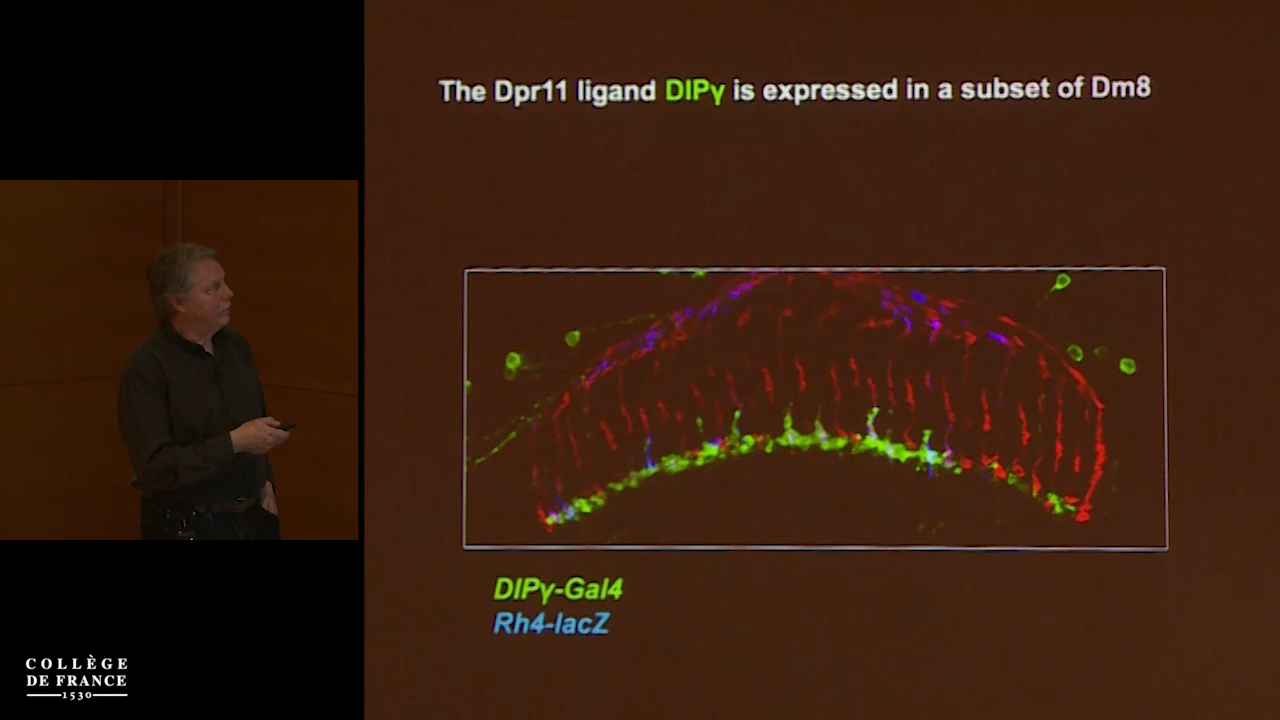 The Dpr11 ligand DIPγ is expressed in a subset of Dm8
DIPγ-Gal4
Rh4-lacZ
COLLÈGE
DE FRANCE
1530